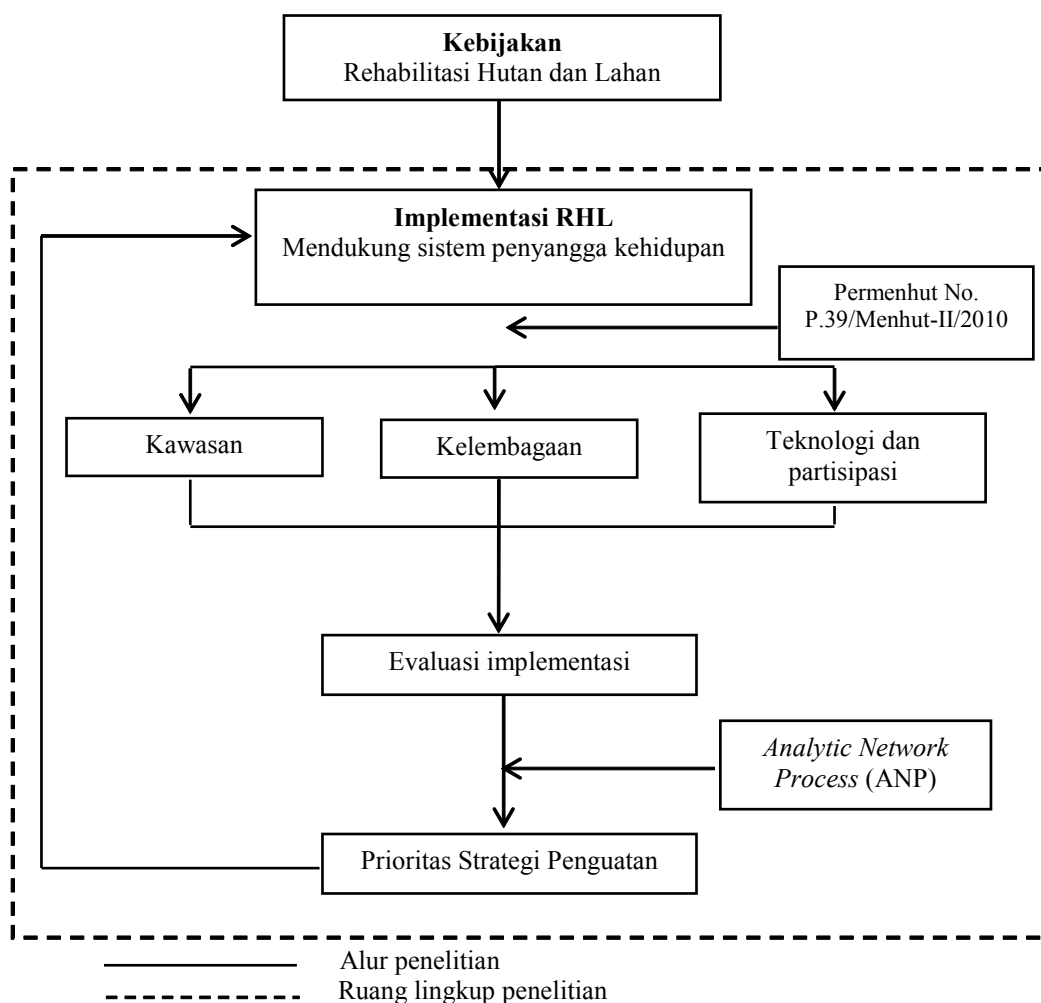 Kebijakan
Rehabilitasi Hutan dan Lahan
Implementasi RHL
Mendukung sistem penyangga kehidupan
Permenhut No.
P.39/Menhut-II/2010
Kawasan
Kelembagaan
Teknologi dan
partisipasi
Evaluasi implementasi
Analytic Network
Process (ANP)
Prioritas Strategi Penguatan
Alur penelitian
Ruang lingkup penelitian